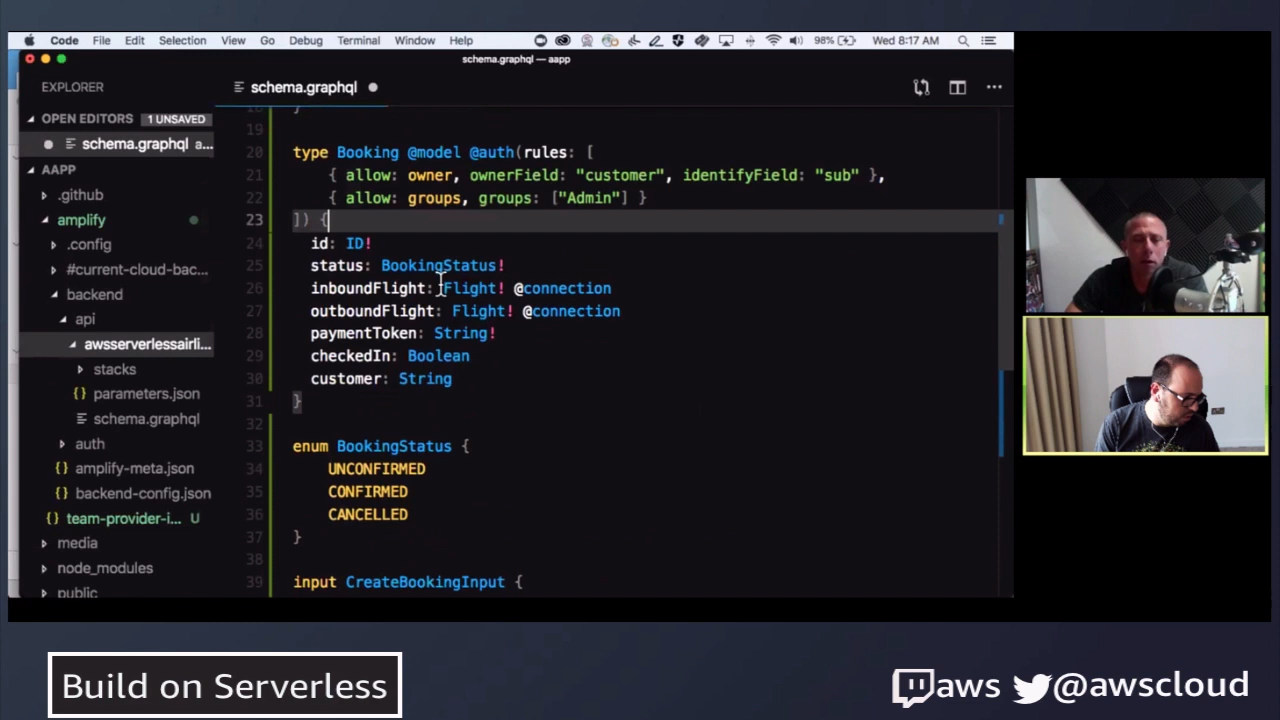 Code File Edit Selection View Go Debug Terminal Window Help 98% Wed 8:17 AM
schema.graphql — aapp
EXPLORER
schema.graphql
OPEN EDITORS 1 UNSAVED
schema.graphql a...
AAPP
.github
amplify
.config
#current-cloud-bac...
backend
api
awsserverlessairli...
stacks
{} parameters.json
schema.graphql
auth
{} amplify-meta.json
{} backend-config.json
{} team-provider-i... U
media
node_modules
public
18 }
19
20 type Booking @model @auth(rules: [
21 { allow: owner, ownerField: "customer", identifyField: "sub" },
22 { allow: groups, groups: ["Admin"] }
23 ]) {
24 id: ID!
25 status: BookingStatus!
26 inboundFlight: Flight! @connection
27 outboundFlight: Flight! @connection
28 paymentToken: String!
29 checkedIn: Boolean
30 customer: String
31 }
32
33 enum BookingStatus {
34 UNCONFIRMED
35 CONFIRMED
36 CANCELLED
37 }
38
39 input CreateBookingInput {
Build on Serverless
aws @awscloud